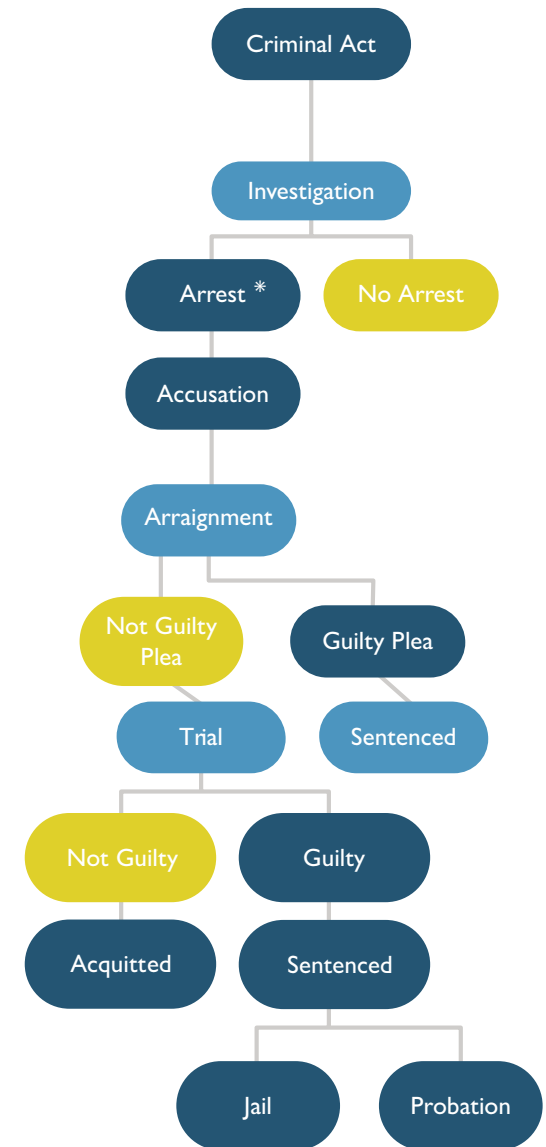 Criminal Act
Investigation
Arrest *
No Arrest
Accusation
Arraignment
Not Guilty
Plea
Guilty Plea
Trial
Sentenced
Not Guilty
Guilty
Acquitted
Sentenced
Jail
Probation